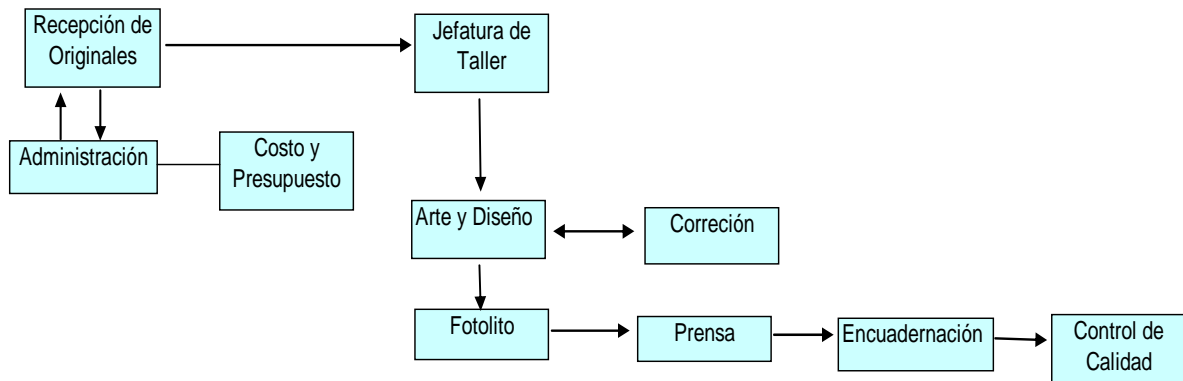 Recepción de
Originales
Jefatura de
Taller
Administración
Costo y
Presupuesto
Arte y Diseño
Correción
Fotolito
Prensa
Encuadernación
Control de
Calidad